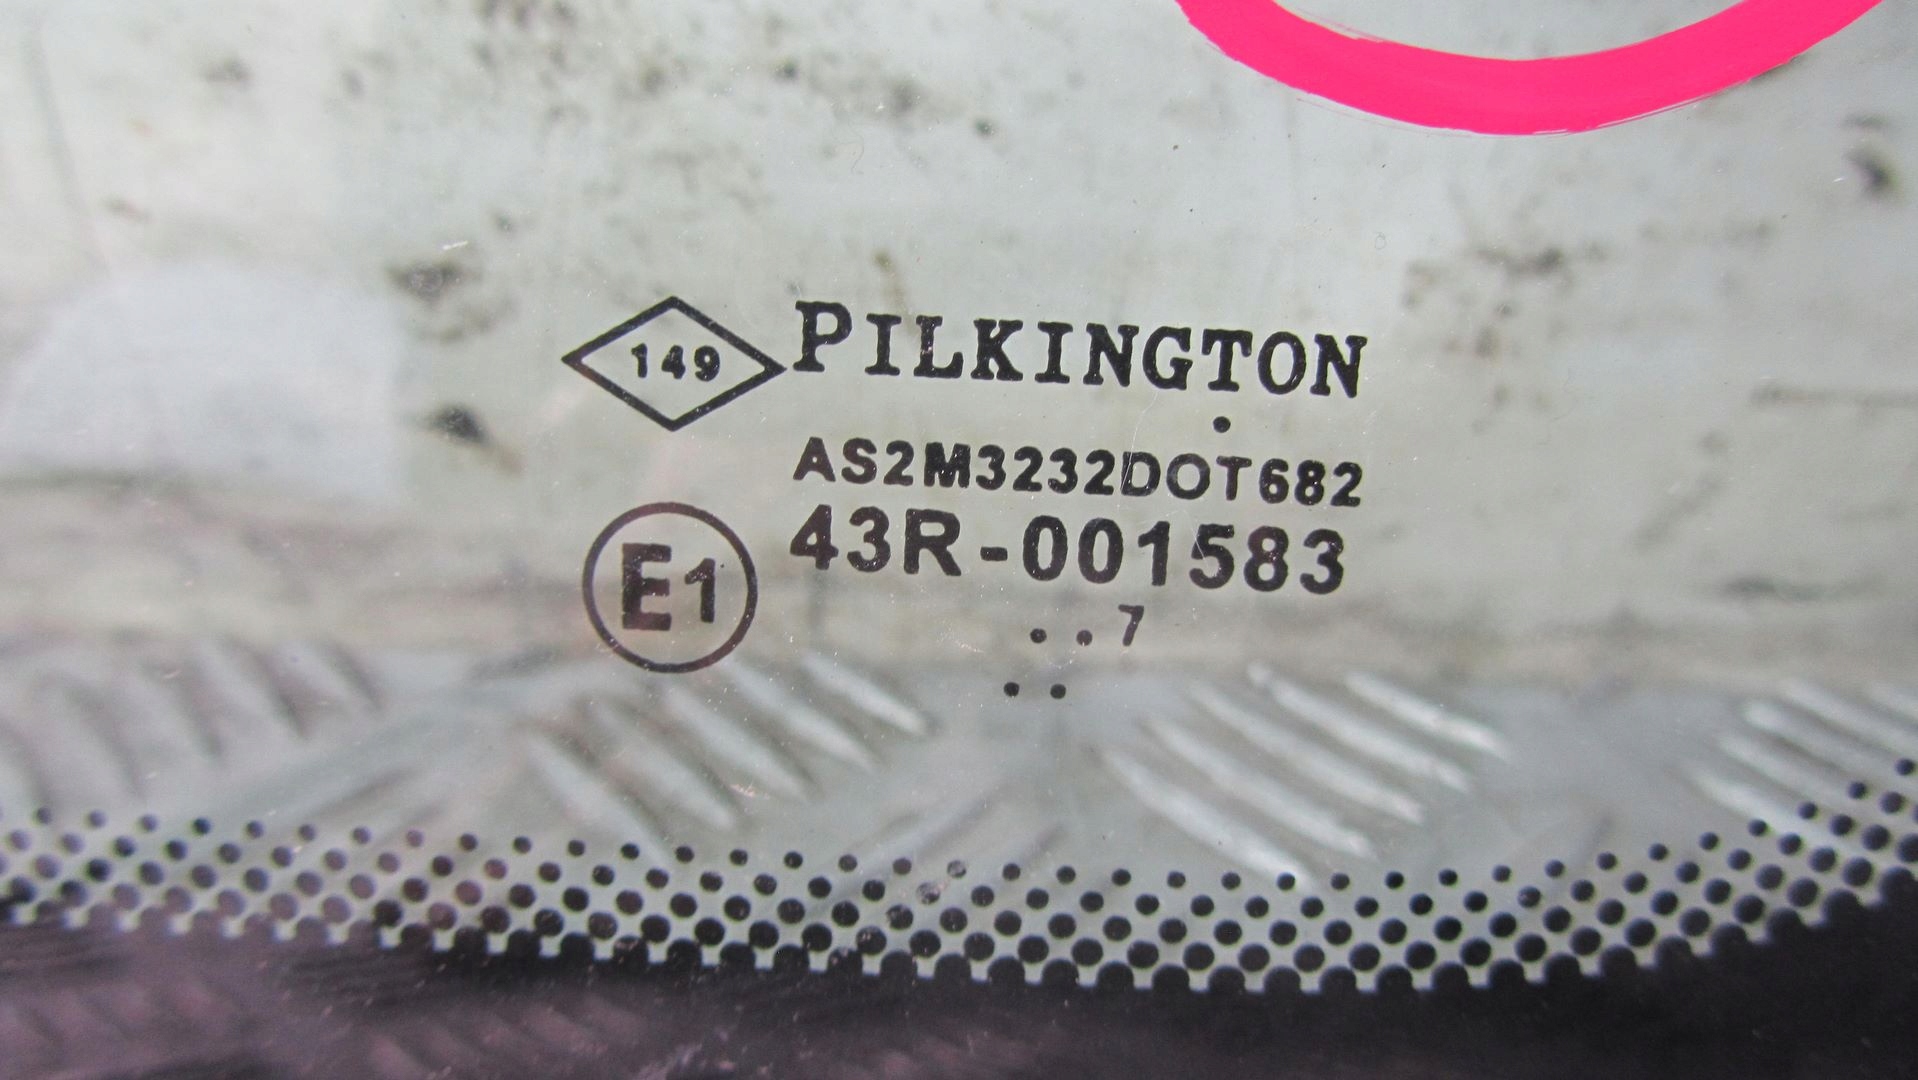 149 PILKINGTON
.
AS2M3232DOT682
43R-001583
E1
..7
..